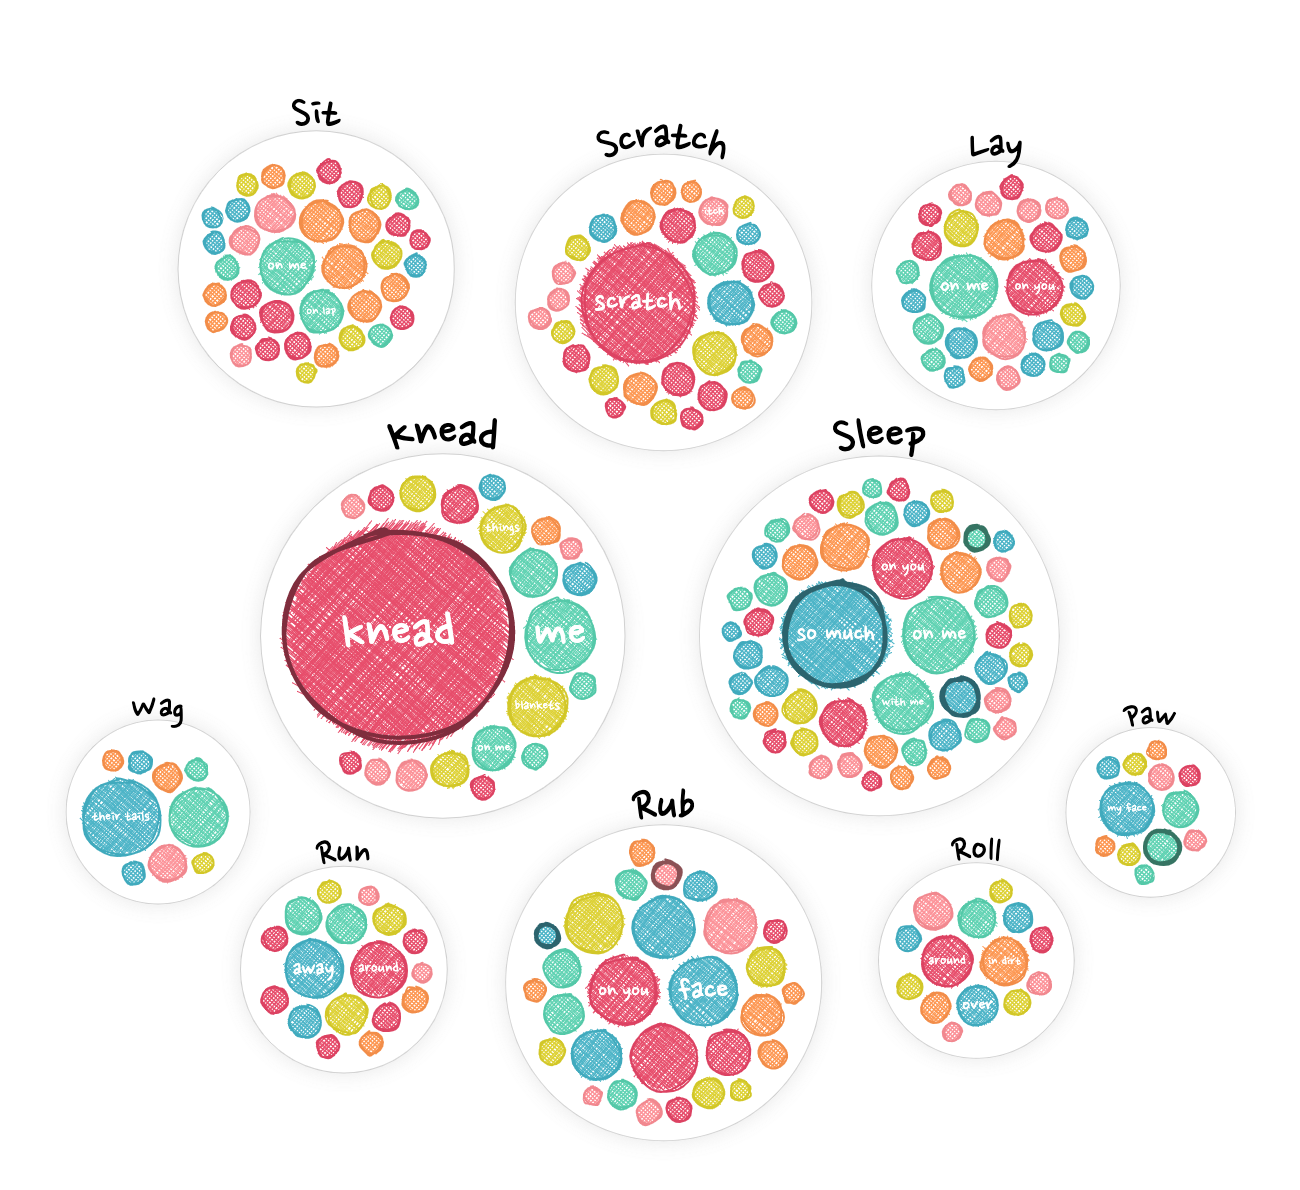 Sit
on me
on lap
Scratch
itch
scratch
Lay
on me
on you
Knead
things
knead
me
blankets
on me
Sleep
on you
so much
on me
with me
Wag
their tails
Run
away
around
Rub
on you
face
Roll
around
in dirt
over
Paw
my face